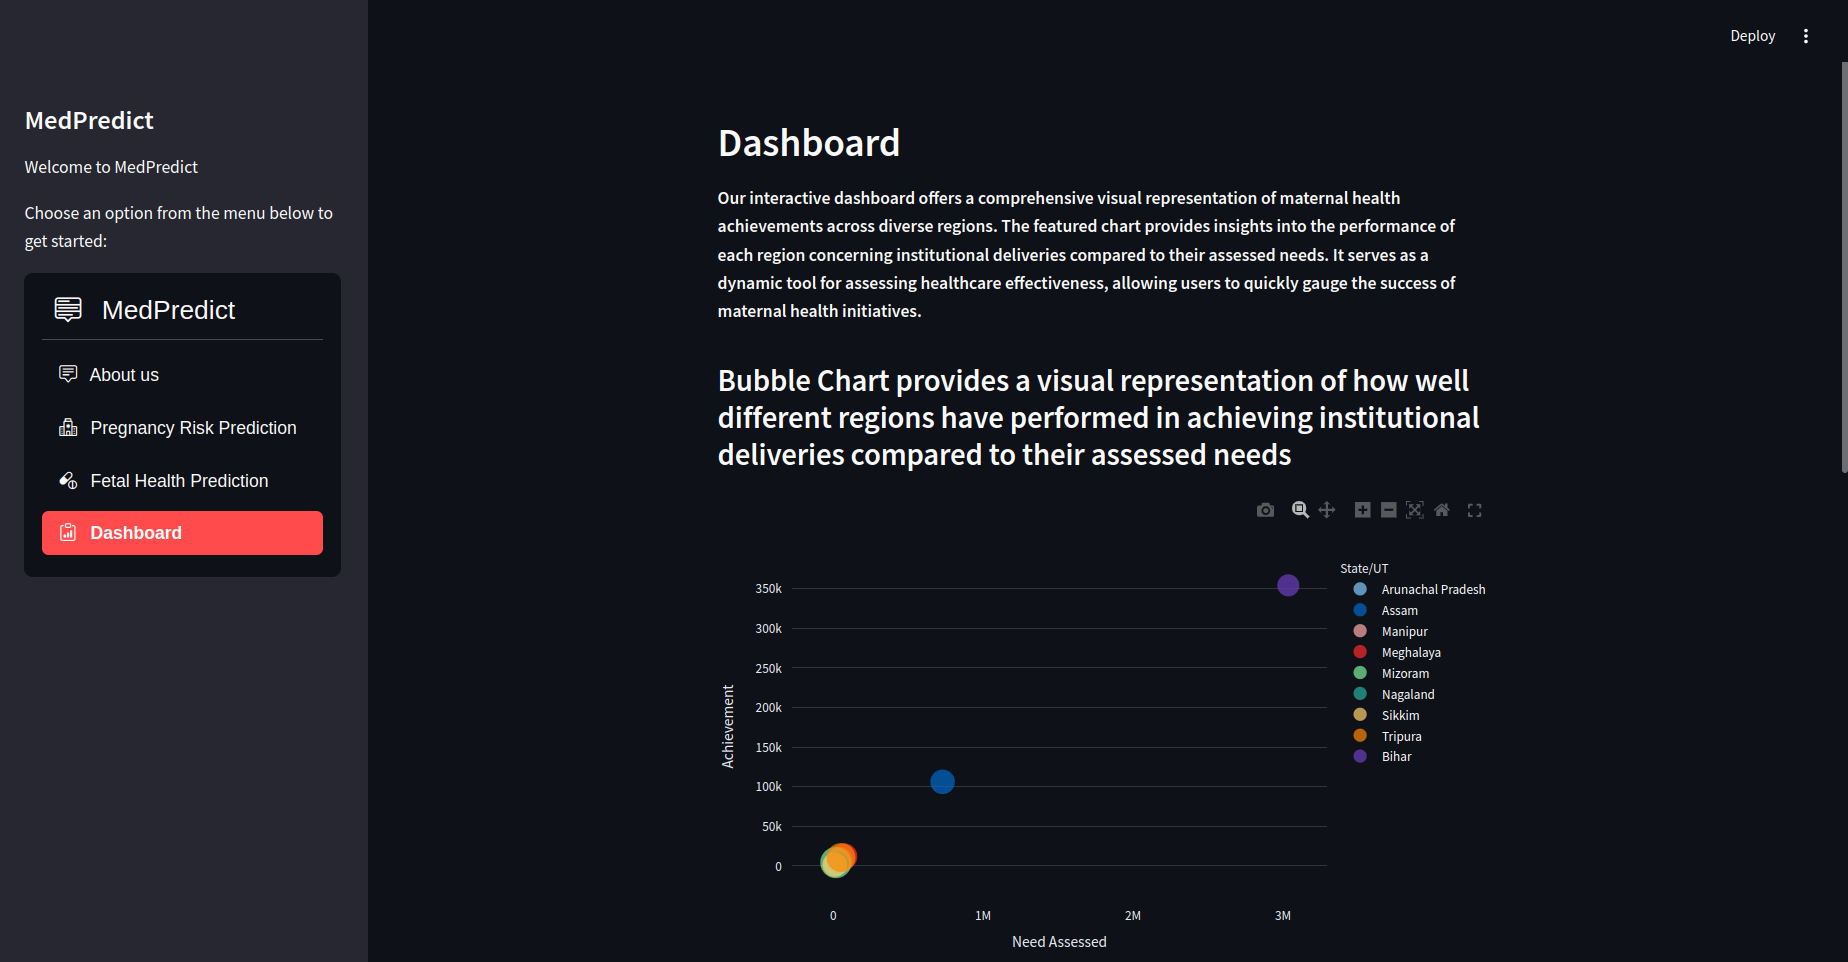 Deploy
MedPredict
Welcome to MedPredict
Choose an option from the menu below to
get started:
MedPredict
About us
Pregnancy Risk Prediction
Fetal Health Prediction
Dashboard
Dashboard
Our interactive dashboard offers a comprehensive visual representation of maternal health
achievements across diverse regions. The featured chart provides insights into the performance of
each region concerning institutional deliveries compared to their assessed needs. It serves as a
dynamic tool for assessing healthcare effectiveness, allowing users to quickly gauge the success of
maternal health initiatives.
Bubble Chart provides a visual representation of how well
different regions have performed in achieving institutional
deliveries compared to their assessed needs
350k
300k
250k
200k
150k
100k
50k
0
Achievement
0 1M 2M 3M
Need Assessed
State/UT
Arunachal Pradesh
Assam
Manipur
Meghalaya
Mizoram
Nagaland
Sikkim
Tripura
Bihar